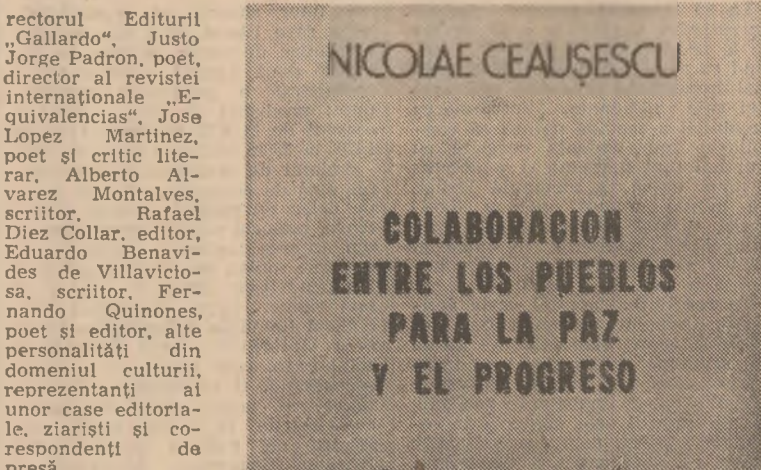 rectorul Editurii
„Gallardo“, Justo
Jorge Padron, poet,
director al revistei
internaționale „E-
quivalencias“, Jose
Lopez Martinez,
poet și critic lite-
rar, Alberto Al-
varez Montalves,
scriitor, Rafael
Diez Collar, editor,
Eduardo Benavi-
des de Villavicio-
sa, scriitor, Fer-
nando Quinones,
poet și editor, alte
personalități din
domeniul culturii,
reprezentanți ai
unor case editoria-
le, ziariști și co-
respondenți de
presă
NICOLAE CEAUȘESCU
COLABORACION
ENTRE LOS PUEBLOS
PARA LA PAZ
Y EL PROGRESO